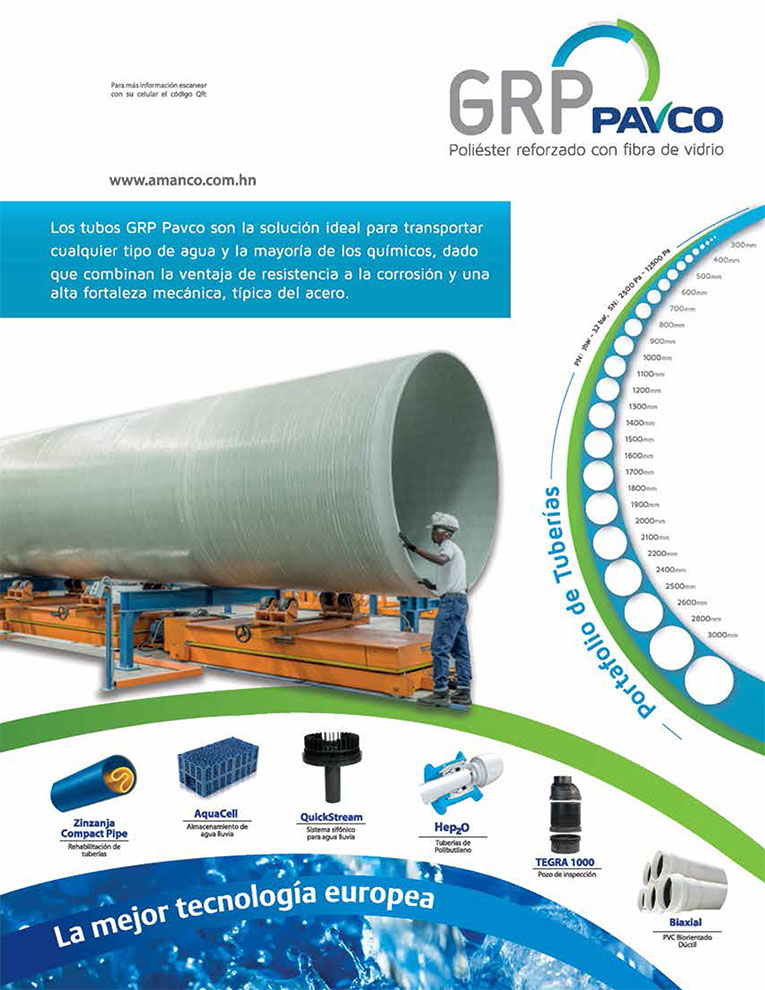 Para más información escanear
con su celular el código QR:
www.amanco.com.hn
GRP PAVCO
Poliéster reforzado con fibra de vidrio
Los tubos GRP Pavco son la solución ideal para transportar
cualquier tipo de agua y la mayoría de los químicos, dado
que combinan la ventaja de resistencia a la corrosión y una
alta fortaleza mecánica, típica del acero.
PN: 1bar - 32 bar, SN: 2500 Pa - 12500 Pa
300mm
400mm
500mm
600mm
700mm
800mm
900mm
1000mm
1100mm
1200mm
1300mm
1400mm
1500mm
1600mm
1700mm
1800mm
1900mm
2000mm
2100mm
2200mm
2400mm
2500mm
2600mm
2800mm
3000mm
Portafolio de Tuberías
Zinzanja
Compact Pipe
Rehabilitación de
tuberías
AquaCell
Almacenamiento de
agua lluvia
QuickStream
Sistema sifónico
para agua lluvia
Hep2O
Tuberías de
Polibutileno
TEGRA 1000
Pozo de inspección
Biaxial
PVC Biorientado
Dúctil
La mejor tecnología europea